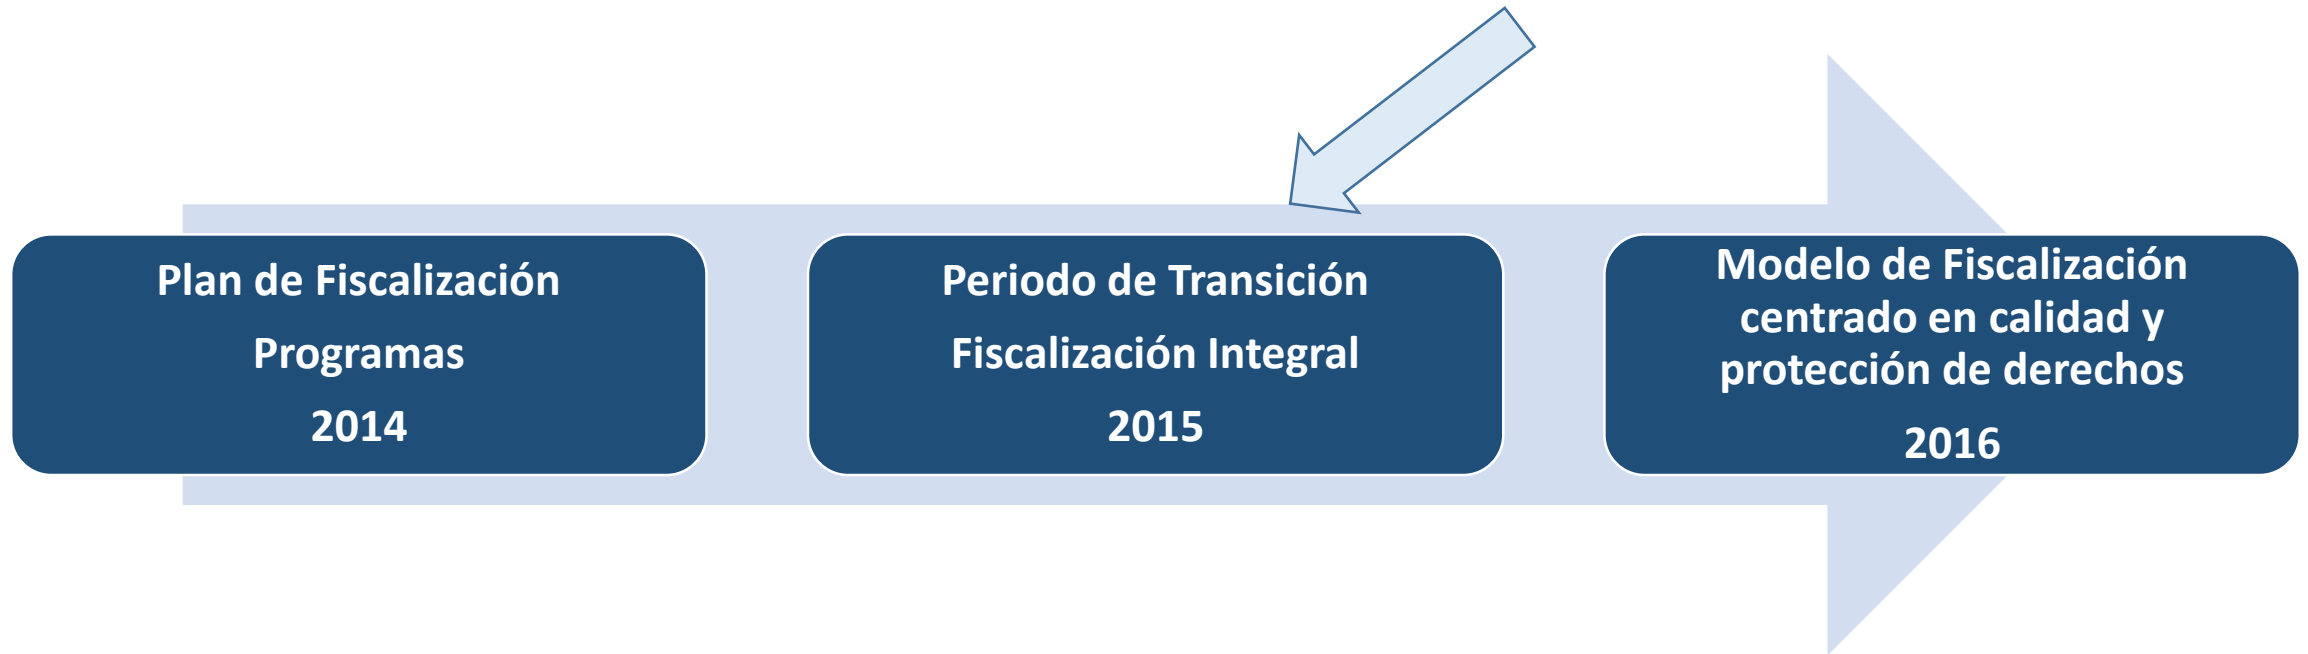 Plan de Fiscalización
Programas
2014
Periodo de Transición
Fiscalización Integral
2015
Modelo de Fiscalización
centrado en calidad y
protección de derechos
2016